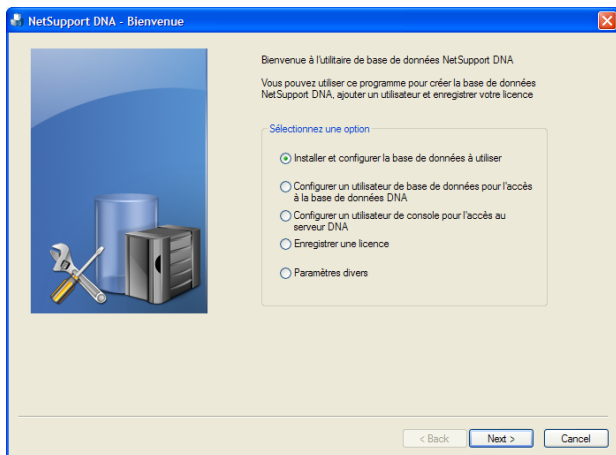 NetSupport DNA - Bienvenue
Bienvenue à l'utilitaire de base de données NetSupport DNA
Vous pouvez utiliser ce programme pour créer la base de données
NetSupport DNA, ajouter un utilisateur et enregistrer votre licence
Sélectionnez une option
Installer et configurer la base de données à utiliser
Configurer un utilisateur de base de données pour l'accès
à la base de données DNA
Configurer un utilisateur de console pour l'accès au
serveur DNA
Enregistrer une licence
Paramètres divers
< Back
Next >
Cancel